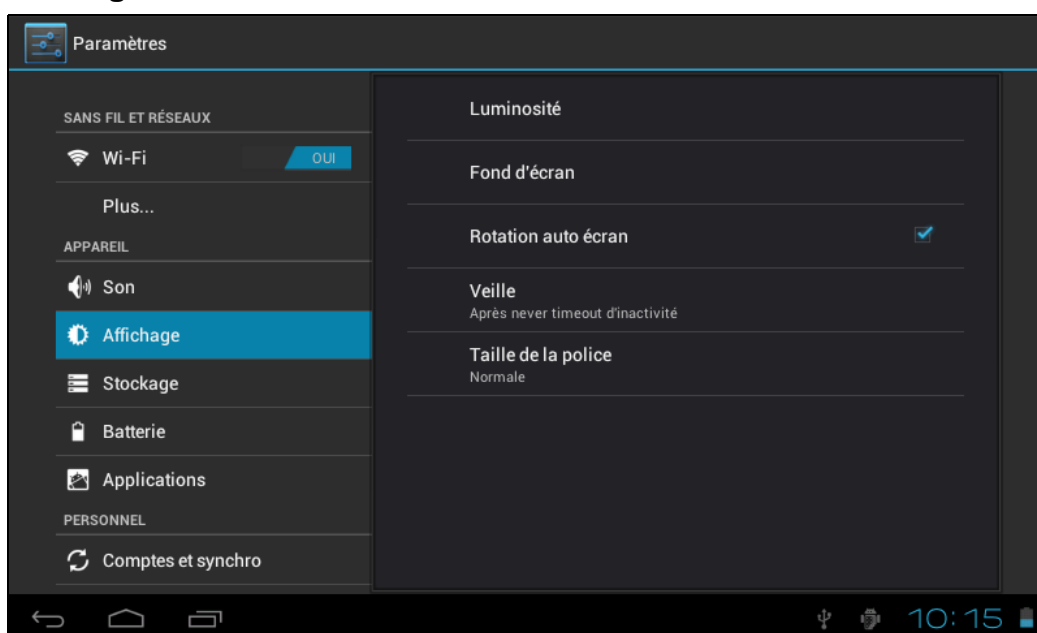 Paramètres
SANS FIL ET RÉSEAUX
Wi-Fi
OUI
Plus...
APPAREIL
Son
Affichage
Stockage
Batterie
Applications
PERSONNEL
Comptes et synchro
Luminosité
Fond d'écran
Rotation auto écran
Veille
Après never timeout d'inactivité
Taille de la police
Normale
10:15